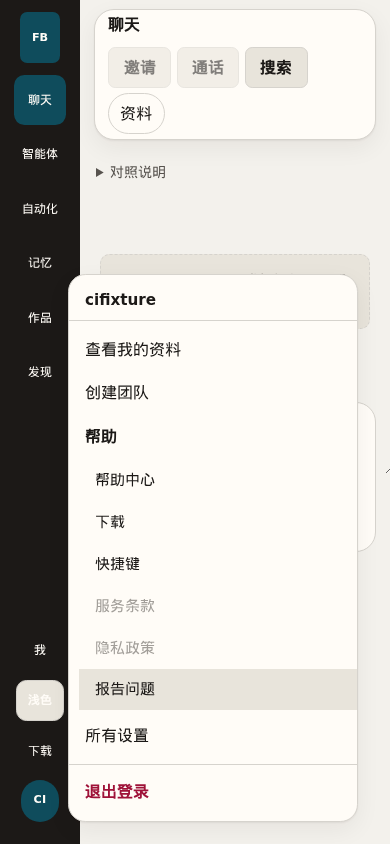 FB
聊天
智能体
自动化
记忆
作品
发现
我
浅色
下载
CI
聊天
邀请
通话
搜索
资料
▶ 对照说明
cifixture
查看我的资料
创建团队
帮助
帮助中心
下载
快捷键
服务条款
隐私政策
报告问题
所有设置
退出登录